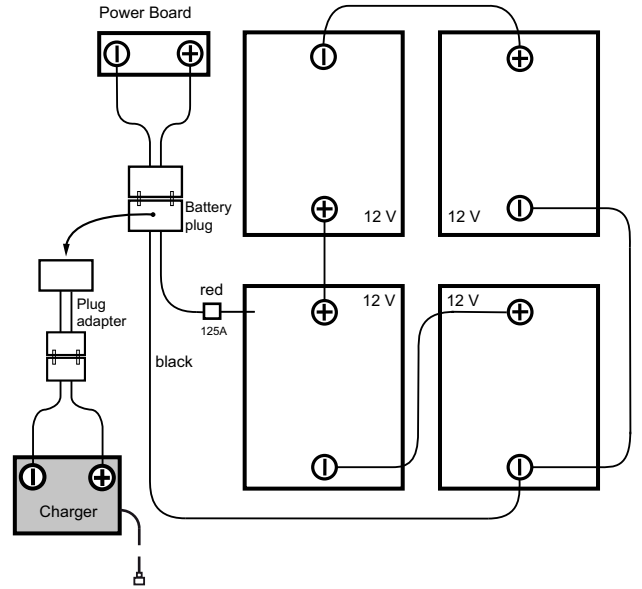 Power Board
Battery
plug
12 V
12 V
Plug
adapter
red
125A
12 V
12 V
black
Charger